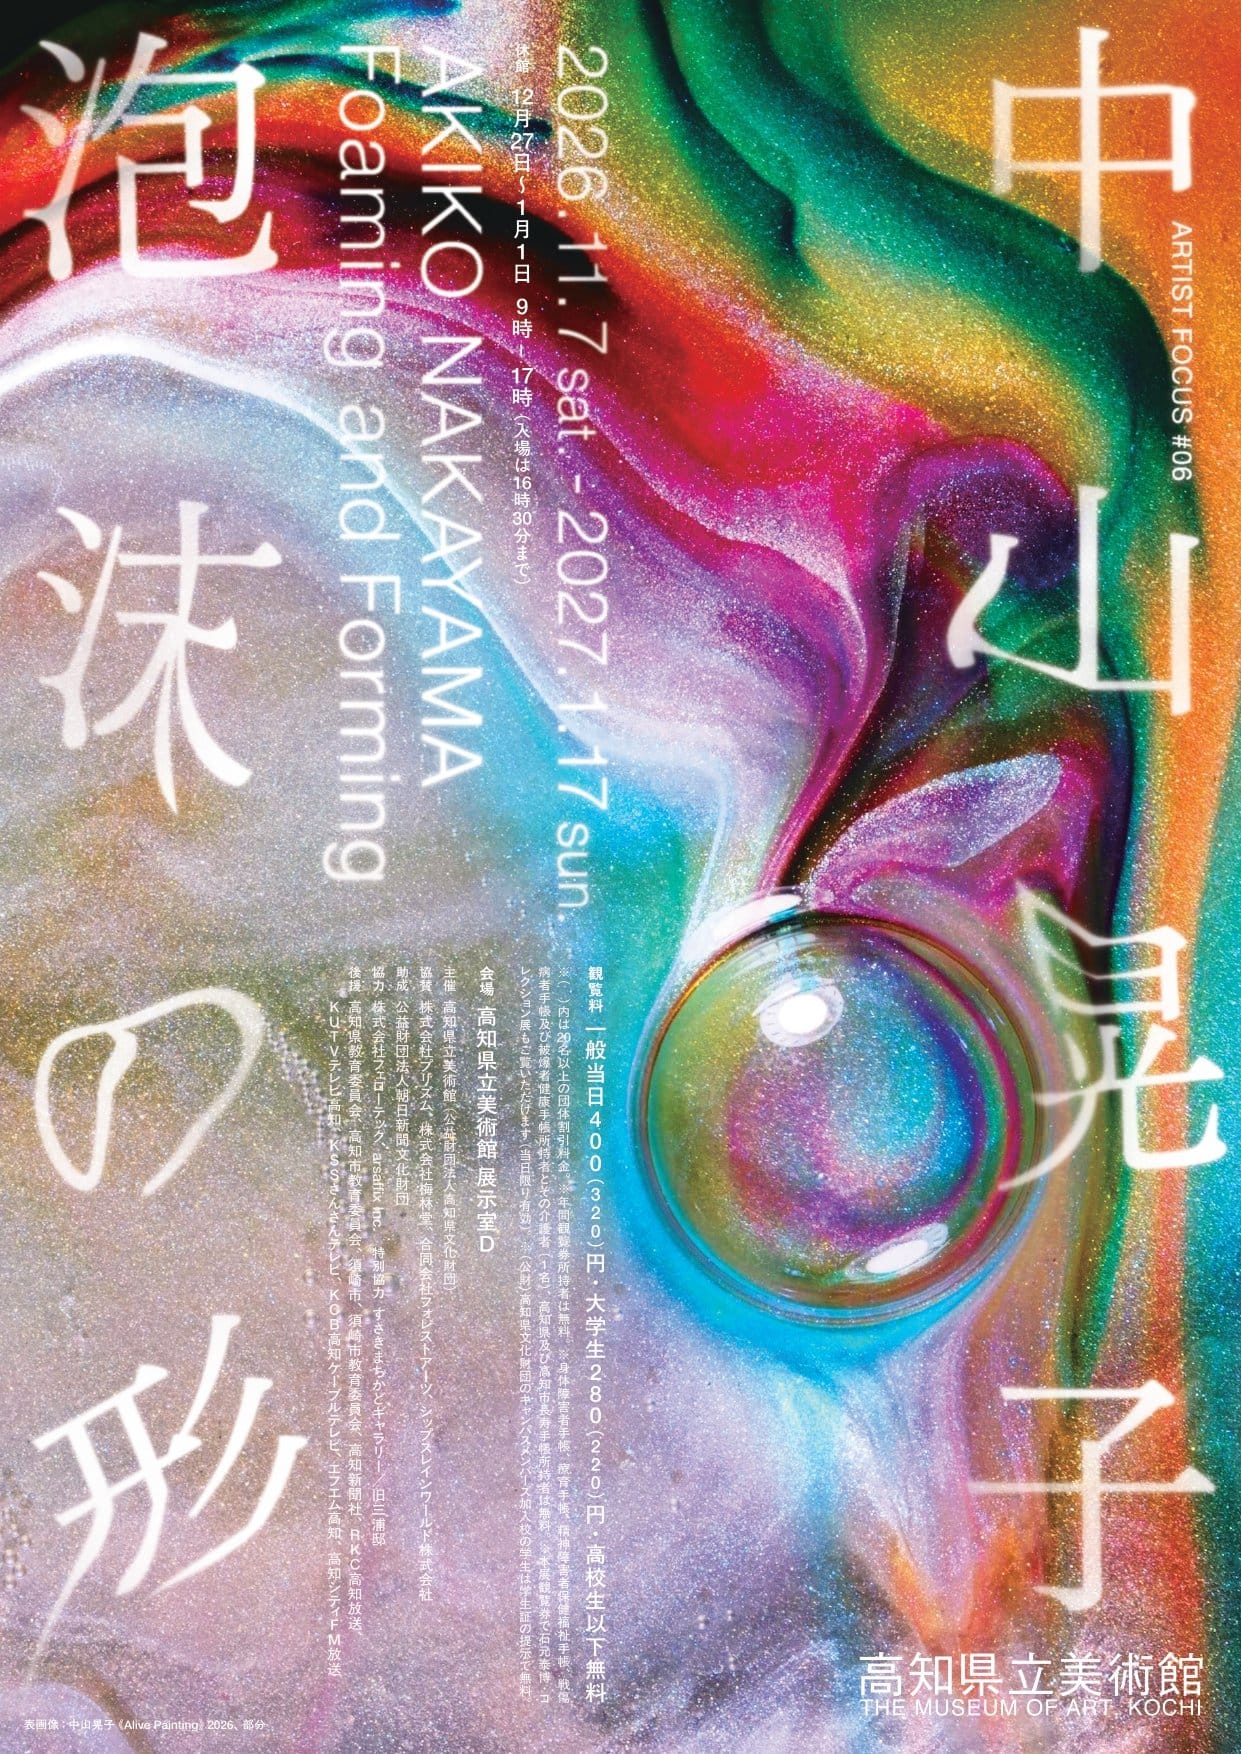 中山晃子
ARTIST FOCUS #06
泡沫の形
AKIKO NAKAYAMA
Foaming and Forming
2026.11.7 sat. - 2027.1.17 sun.
休館 12月27日〜1月1日 9時–17時（入場は16時30分まで）
観覧料 一般当日400（320）円・大学生280（220）円・高校生以下無料
※（ ）内は20名以上の団体割引料金。※年間観覧券所持者は無料。※身体障害者手帳、療育手帳、精神障害者保健福祉手帳、戦傷
病者手帳及び被爆者健康手帳所持者とその介護者（1名）、高知県及び高知市長寿手帳所持者は無料。※本展観覧券で石元泰博・コ
レクション展もご覧いただけます（当日限り有効）。※（公財）高知県文化財団のキャンパスメンバーズ加入校の学生は学生証の提示で無料。
会場 高知県立美術館 展示室D
主催 高知県立美術館（公益財団法人高知県文化財団）
協賛 株式会社プリズム、株式会社梅林堂、合同会社フォレストアーツ、シップスレインワールド株式会社
助成 公益財団法人朝日新聞文化財団
協力 株式会社フェローテック、asaffix inc. 特別協力 すさきまちかどギャラリー／旧三浦邸
後援 高知県教育委員会、高知市教育委員会、須崎市、須崎市教育委員会、高知新聞社、RKC高知放送、
KUTVテレビ高知、KSSさんさんテレビ、KCB高知ケーブルテレビ、エフエム高知、高知シティFM放送
高知県立美術館
THE MUSEUM OF ART, KOCHI
表画像：中山晃子《Alive Painting》2026、部分